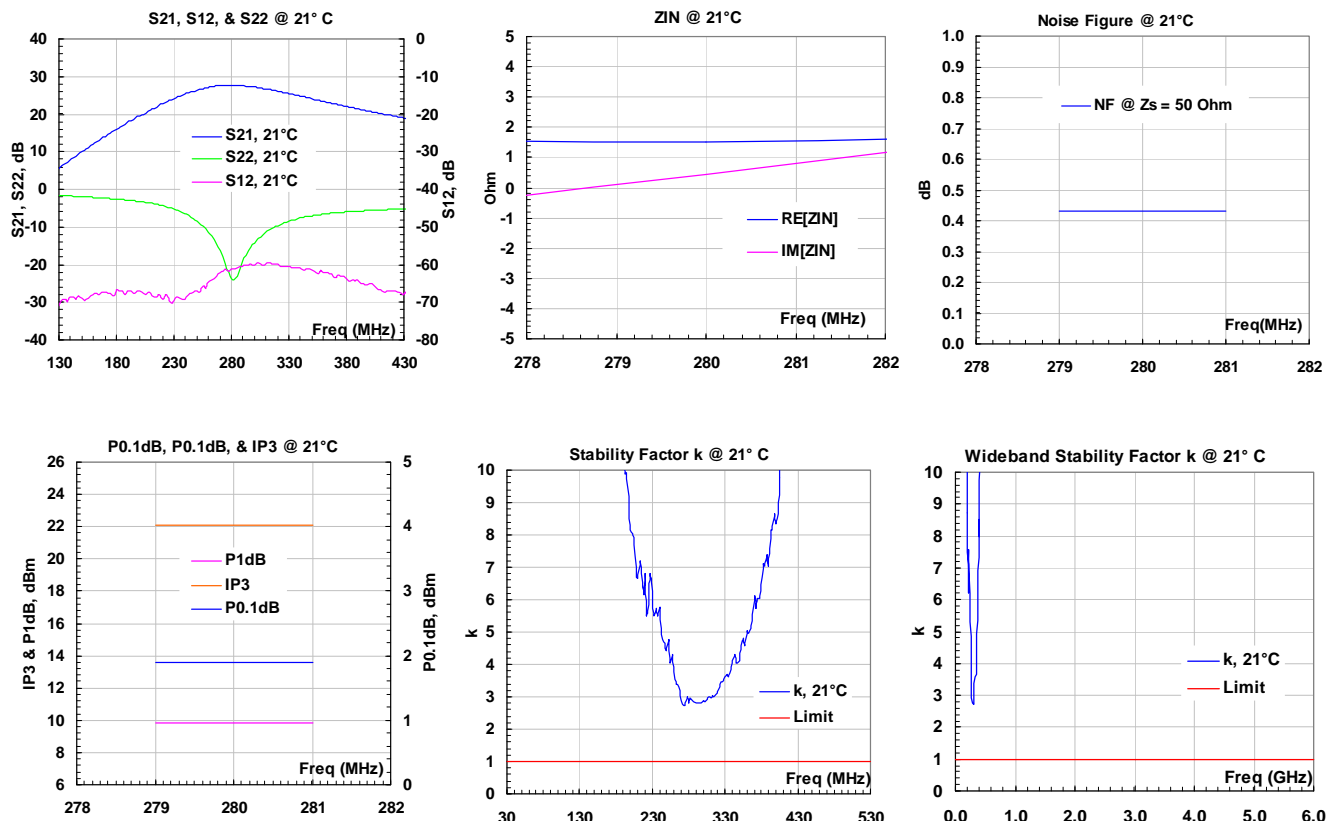 S21, S12, & S22 @ 21° C
40
30
20
10
0
-10
-20
-30
-40
0
-10
-20
-30
-40
-50
-60
-70
-80
S21, S22, dB
S12, dB
S21, 21°C
S22, 21°C
S12, 21°C
Freq (MHz)
130 180 230 280 330 380 430
ZIN @ 21°C
5
4
3
2
1
0
-1
-2
-3
-4
-5
Ohm
RE[ZIN]
IM[ZIN]
Freq (MHz)
278 279 280 281 282
Noise Figure @ 21°C
1.0
0.9
0.8
0.7
0.6
0.5
0.4
0.3
0.2
0.1
0.0
dB
NF @ Zs = 50 Ohm
Freq(MHz)
278 279 280 281 282
P0.1dB, P0.1dB, & IP3 @ 21°C
26
24
22
20
18
16
14
12
10
8
6
5
4
3
2
1
0
IP3 & P1dB, dBm
P0.1dB, dBm
P1dB
IP3
P0.1dB
Freq (MHz)
278 279 280 281 282
Stability Factor k @ 21° C
10
9
8
7
6
5
4
3
2
1
0
k
k, 21°C
Limit
Freq (MHz)
30 130 230 330 430 530
Wideband Stability Factor k @ 21° C
10
9
8
7
6
5
4
3
2
1
0
k
k, 21°C
Limit
Freq (GHz)
0.0 1.0 2.0 3.0 4.0 5.0 6.0